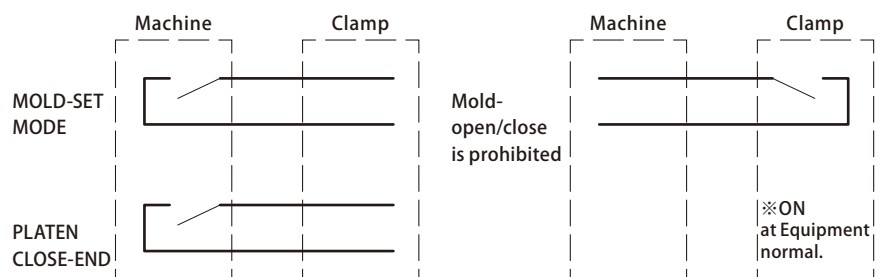 Machine
Clamp
MOLD-SET
MODE
PLATEN
CLOSE-END
Machine
Clamp
Mold-
open/close
is prohibited
※ON
at Equipment
normal.